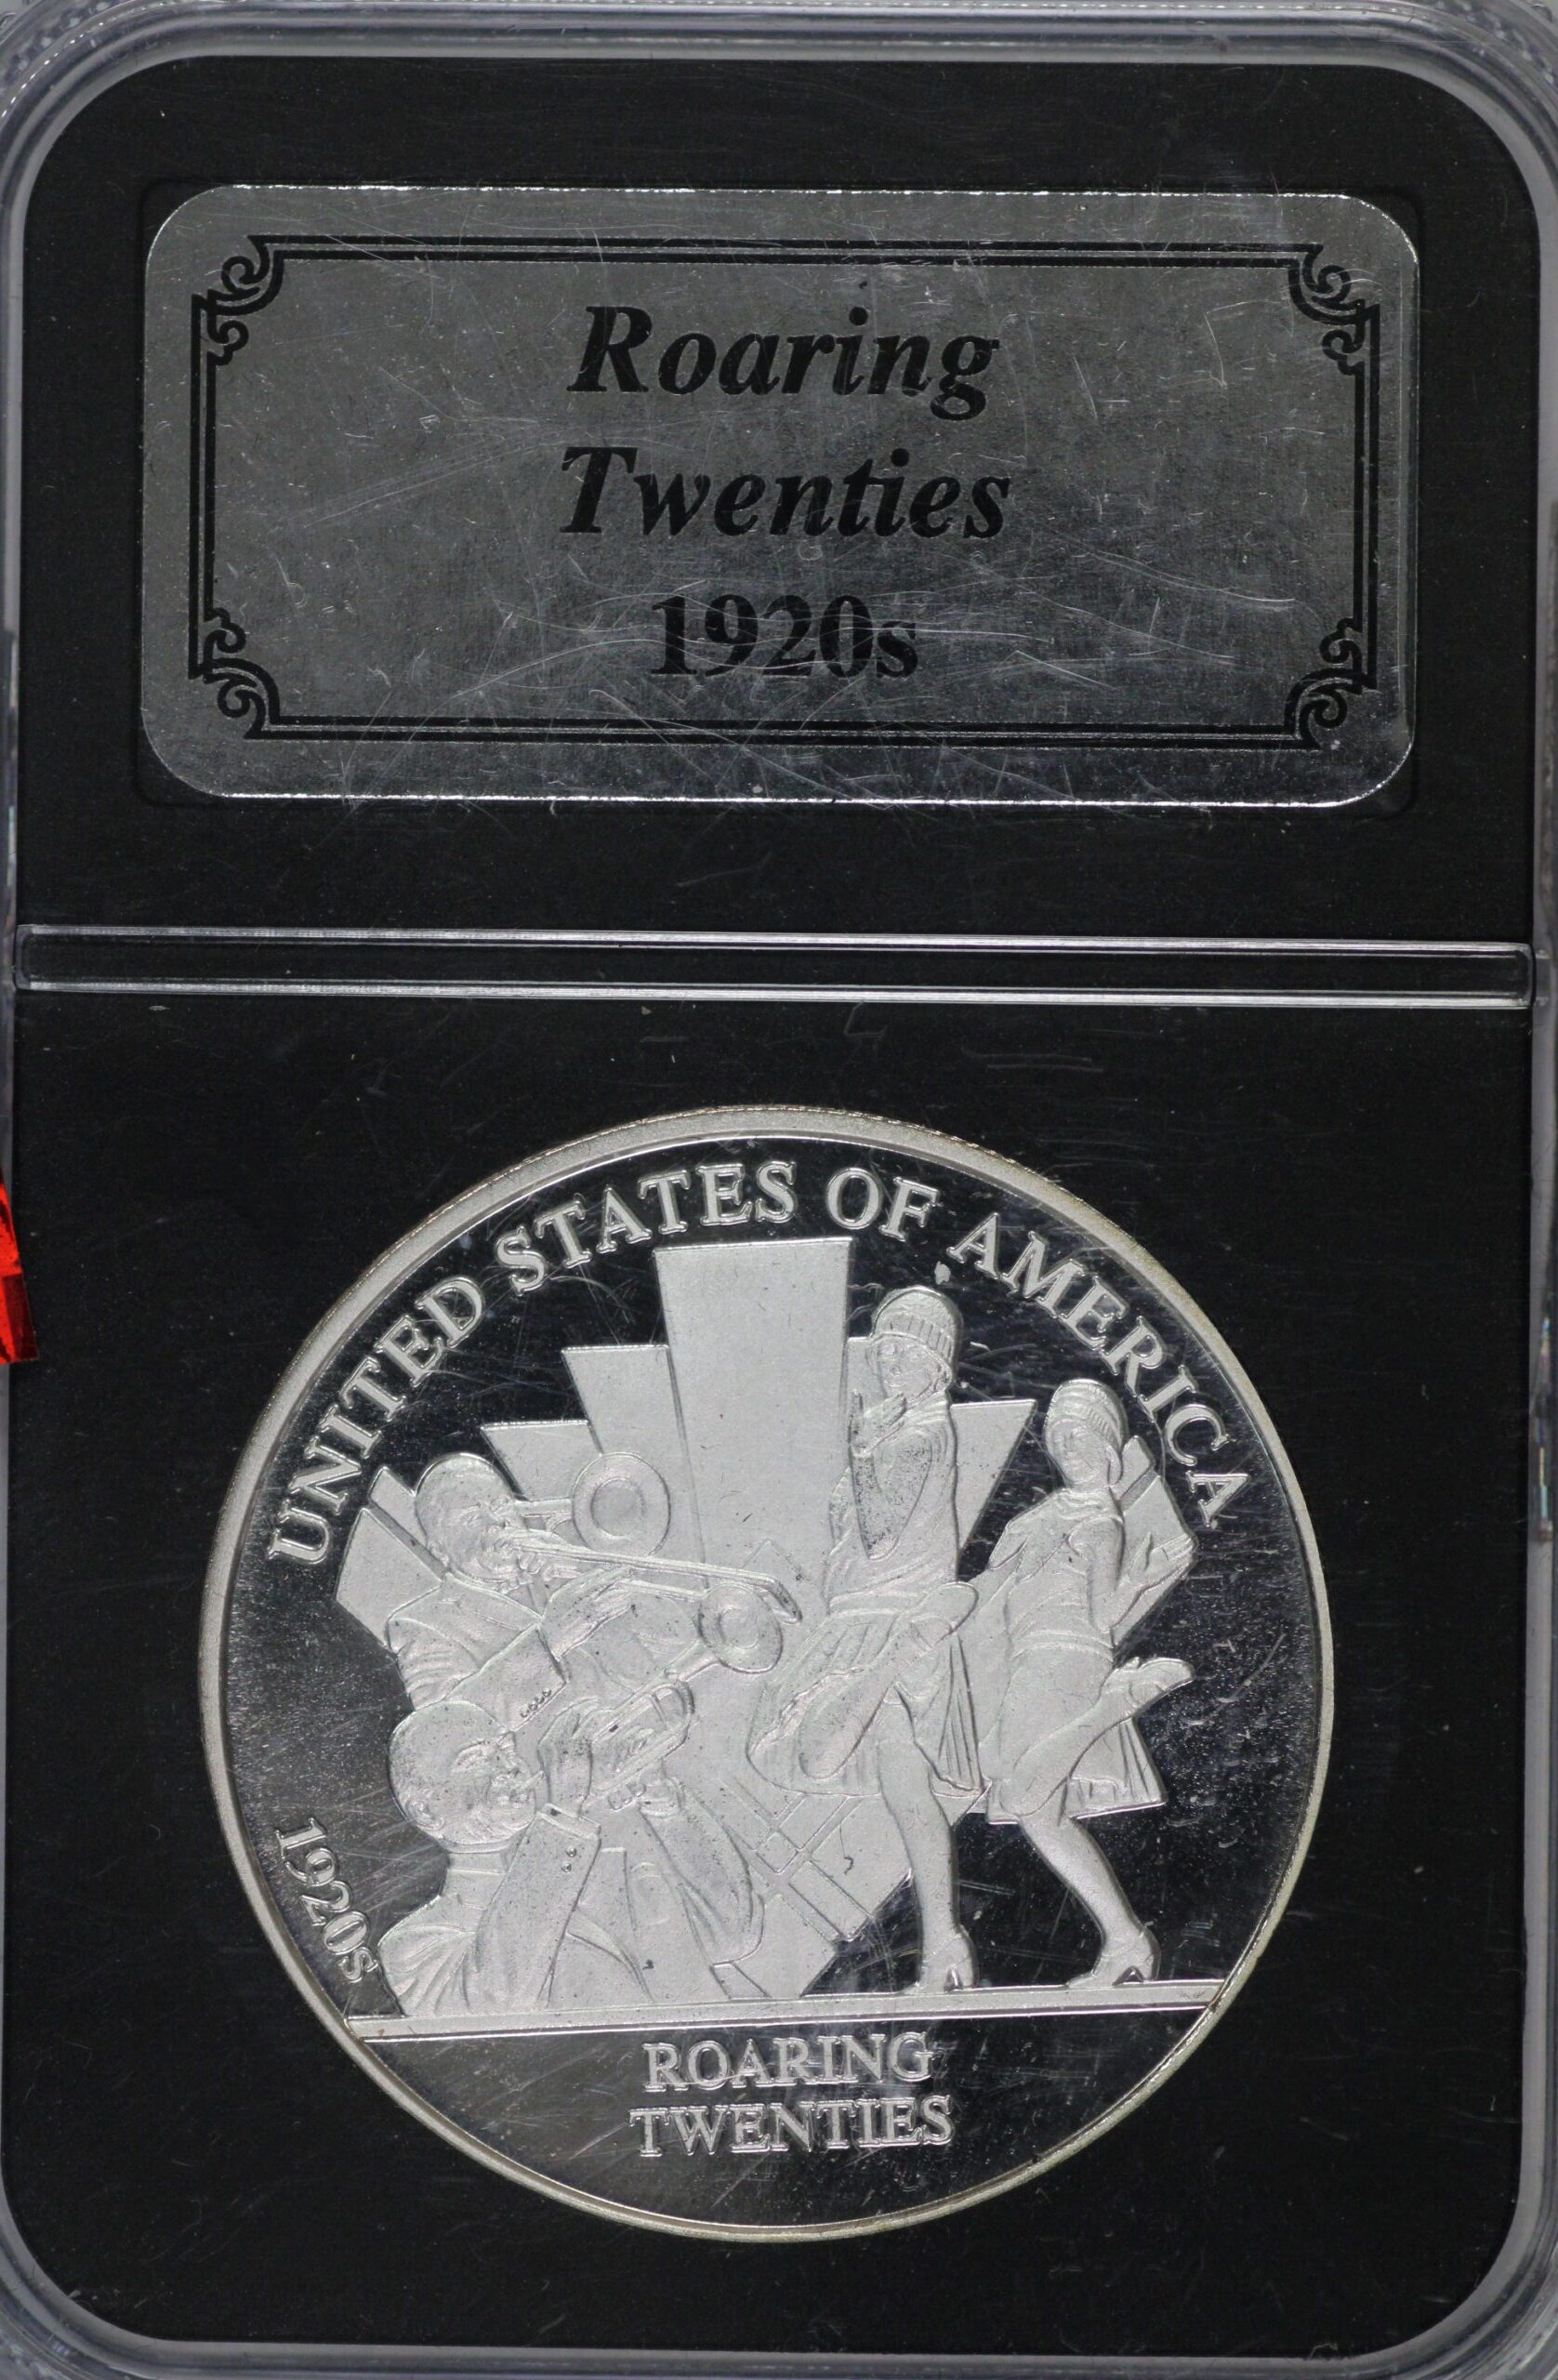 Roaring
Twenties
1920s
UNITED STATES OF AMERICA
1920s
ROARING
TWENTIES